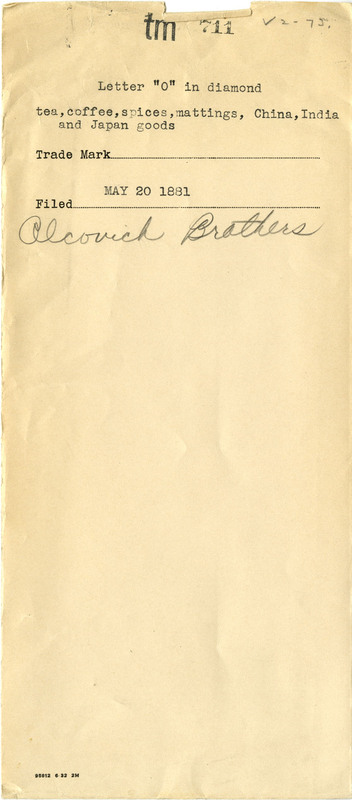 tm 711 V2-75.
Letter "O" in diamond
tea,coffee,spices,mattings, China,India
and Japan goods
Trade Mark
MAY 20 1881
Filed
Olcovich Brothers
95912 6-32 2M